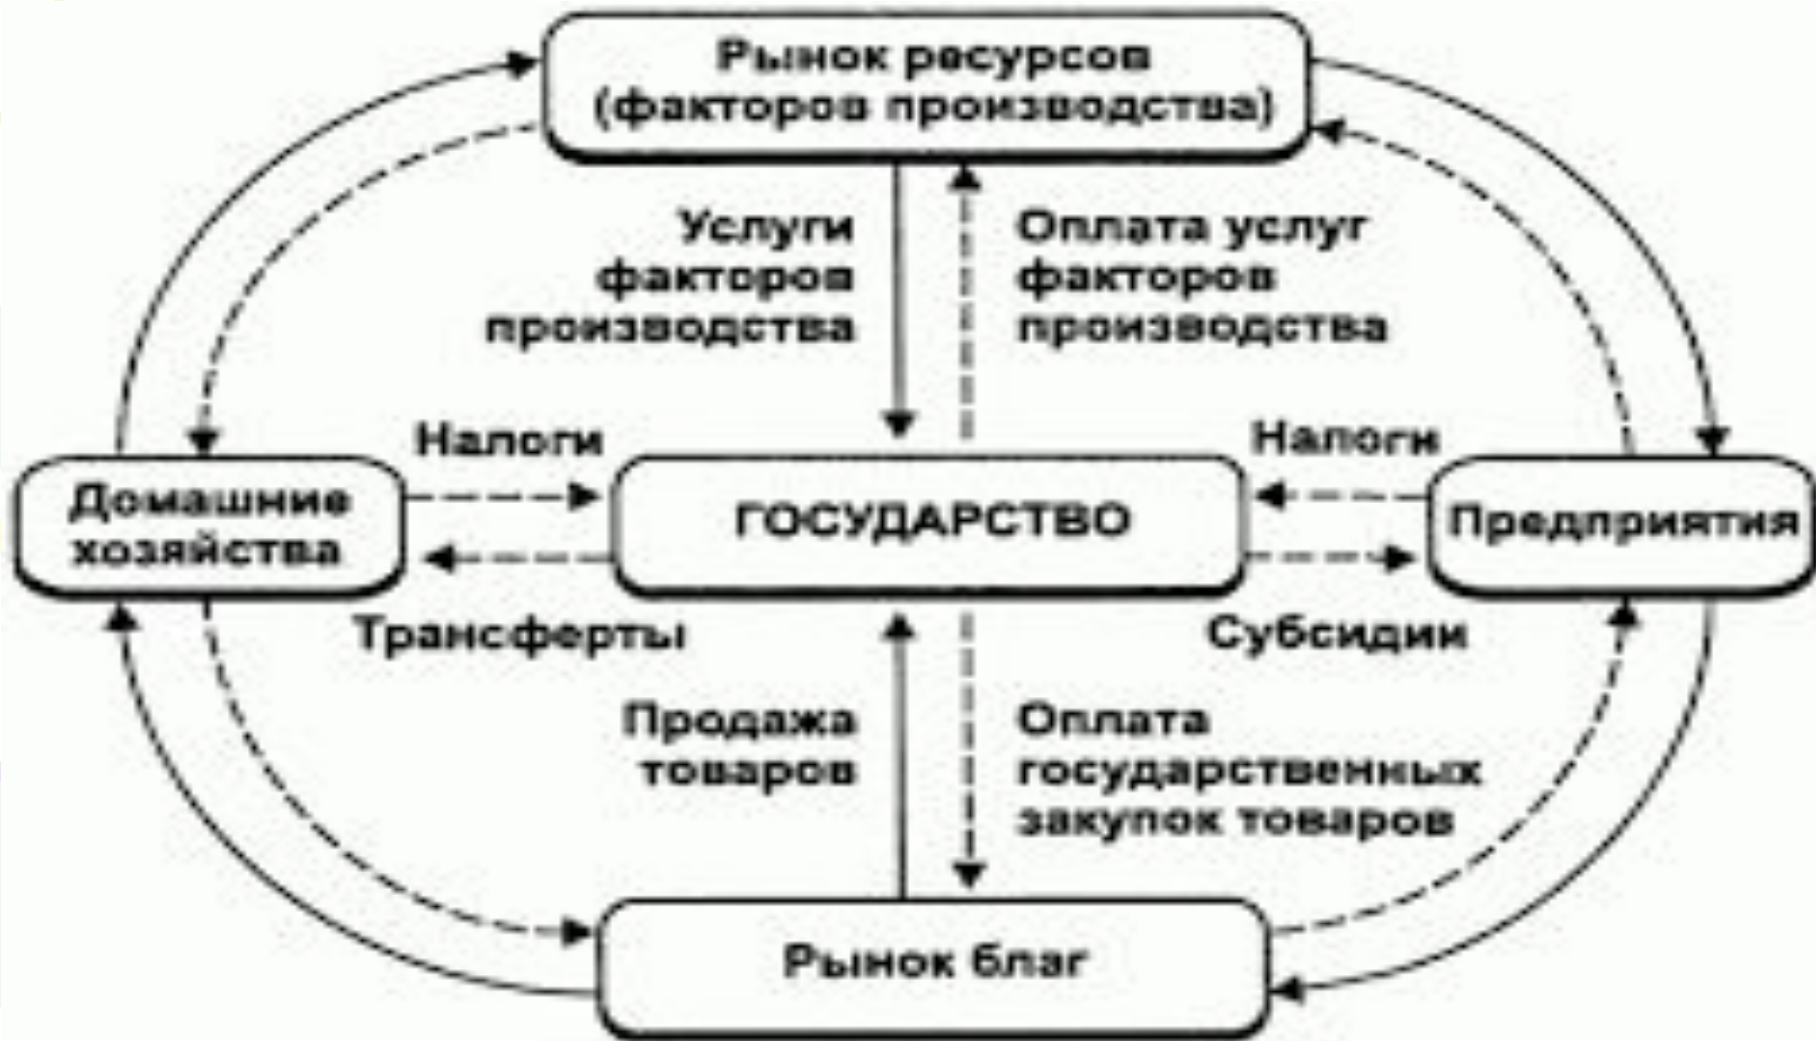 Рынок ресурсов
(факторов производства)
Услуги
факторов
производства
Оплата услуг
факторов
производства
Налоги
Налоги
Домашние
хозяйства
ГОСУДАРСТВО
Предприятия
Трансферты
Субсидии
Продажа
товаров
Оплата
государственных
закупок товаров
Рынок благ